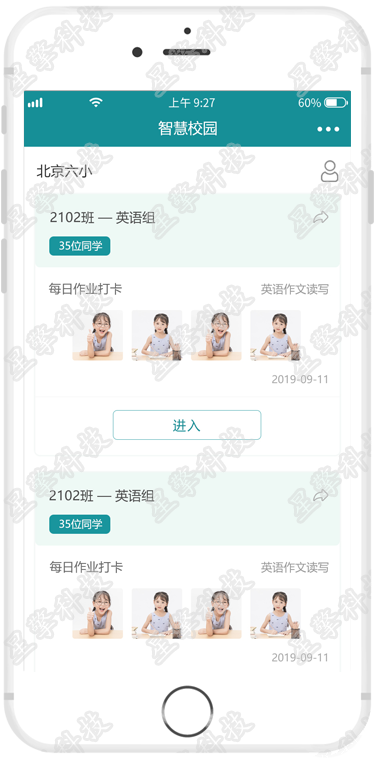 上午 9:27
60%
智慧校园
北京六小
2102班 — 英语组
35位同学
每日作业打卡
英语作文读写
2019-09-11
进入
2102班 — 英语组
35位同学
每日作业打卡
英语作文读写
2019-09-11
星擎科技